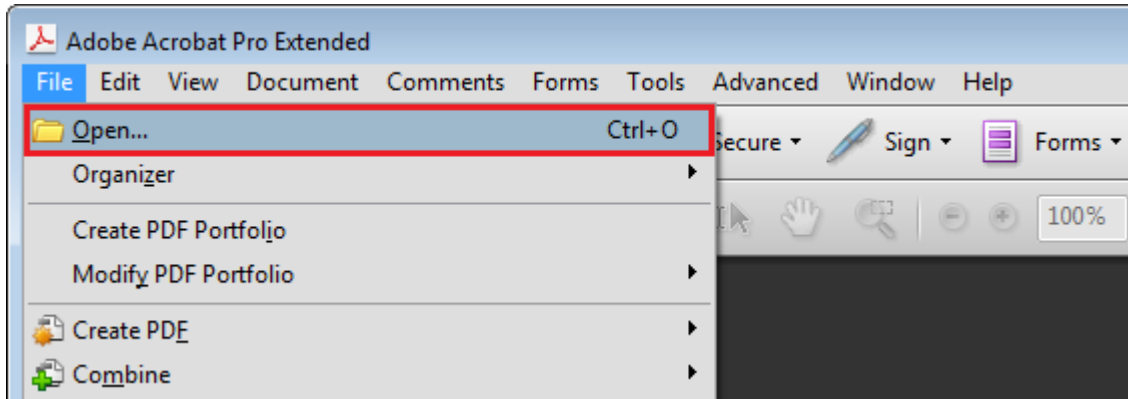 Adobe Acrobat Pro Extended
File Edit View Document Comments Forms Tools Advanced Window Help
Open... Ctrl+O
Secure Sign Forms
Organizer
100%
Create PDF Portfolio
Modify PDF Portfolio
Create PDF
Combine